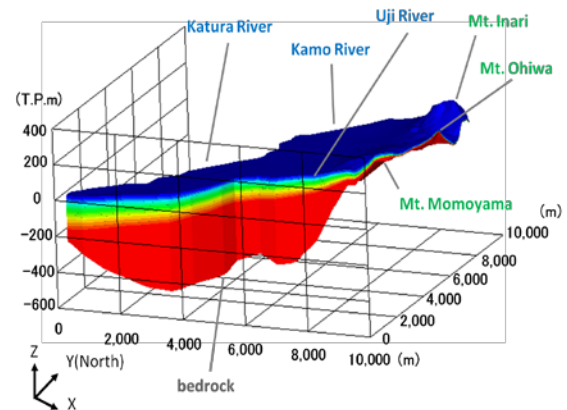 Uji River
Mt. Inari
Katura River
Kamo River
Mt. Ohiwa
(T.P.m)
400
200
0
-200
-400
-600
Mt. Momoyama
(m)
10,000
8,000
6,000
4,000
2,000
0
0
2,000
4,000
6,000
8,000
10,000 (m)
Z
Y(North)
X
bedrock